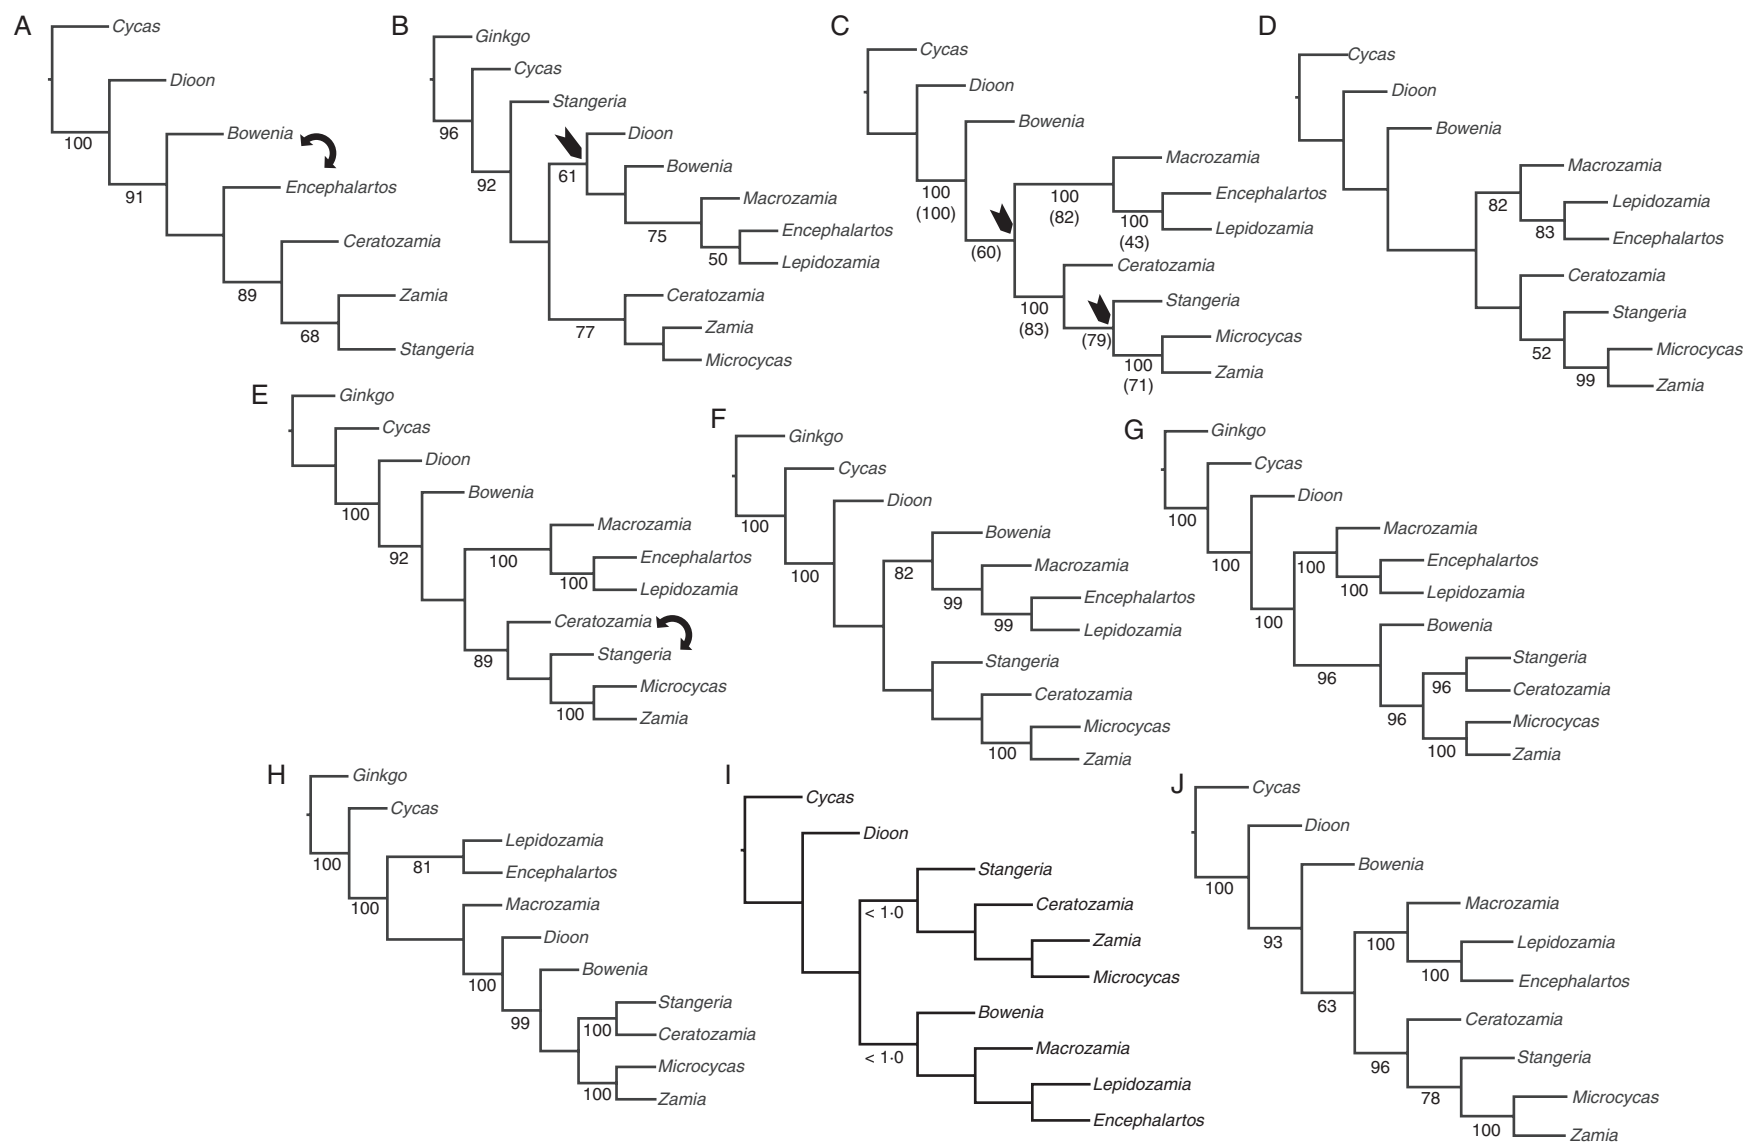 A
Cycas
Dioon
Bowenia
100
Encephalartos
91
Ceratozamia
89
Zamia
68
Stangeria
B
Ginkgo
Cycas
96
Stangeria
Dioon
92
61
Bowenia
Macrozamia
75
Encephalartos
50
Lepidozamia
Ceratozamia
77
Zamia
Microcycas
C
Cycas
Dioon
Bowenia
Macrozamia
100
(100)
100
(82)
Encephalartos
100
(43)
Lepidozamia
(60)
Ceratozamia
100
(83)
Stangeria
(79)
Microcycas
100
(71)
Zamia
D
Cycas
Dioon
Bowenia
Macrozamia
82
Lepidozamia
83
Encephalartos
Ceratozamia
Stangeria
52
Microcycas
99
Zamia
E
Ginkgo
Cycas
Dioon
Bowenia
100
Macrozamia
92
100
Encephalartos
100
Lepidozamia
Ceratozamia
89
Stangeria
Microcycas
100
Zamia
F
Ginkgo
Cycas
Dioon
100
Bowenia
100
82
Macrozamia
99
Encephalartos
99
Lepidozamia
Stangeria
Ceratozamia
Microcycas
100
Zamia
G
Ginkgo
Cycas
Dioon
100
Macrozamia
100
100
Encephalartos
100
Lepidozamia
100
Bowenia
Stangeria
96
96
Ceratozamia
96
Microcycas
100
Zamia
H
Ginkgo
Cycas
Lepidozamia
100
81
Encephalartos
100
Macrozamia
Dioon
Bowenia
100
Stangeria
99
100
Ceratozamia
Microcycas
100
Zamia
I
Cycas
Dioon
Stangeria
< 1·0
Ceratozamia
Zamia
Microcycas
Bowenia
< 1·0
Macrozamia
Lepidozamia
Encephalartos
J
Cycas
Dioon
Bowenia
100
Macrozamia
93
100
Lepidozamia
100
Encephalartos
63
Ceratozamia
96
Stangeria
78
Microcycas
100
Zamia